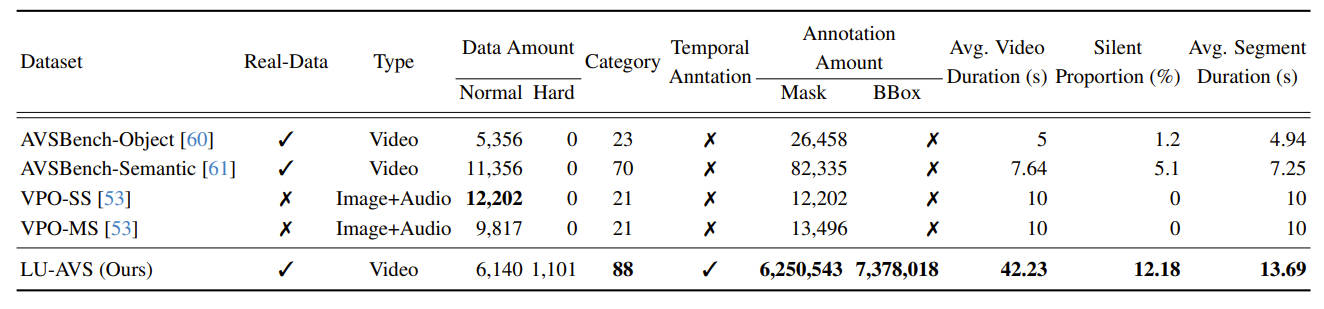 Dataset Real-Data Type Data Amount Category Temporal Anntation Annotation Amount Avg. Video Duration (s) Silent Proportion (%) Avg. Segment Duration (s)
Normal Hard Mask BBox
AVSBench-Object [60] ✓ Video 5,356 0 23 ✗ 26,458 ✗ 5 1.2 4.94
AVSBench-Semantic [61] ✓ Video 11,356 0 70 ✗ 82,335 ✗ 7.64 5.1 7.25
VPO-SS [53] ✗ Image+Audio 12,202 0 21 ✗ 12,202 ✗ 10 0 10
VPO-MS [53] ✗ Image+Audio 9,817 0 21 ✗ 13,496 ✗ 10 0 10
LU-AVS (Ours) ✓ Video 6,140 1,101 88 ✓ 6,250,543 7,378,018 42.23 12.18 13.69